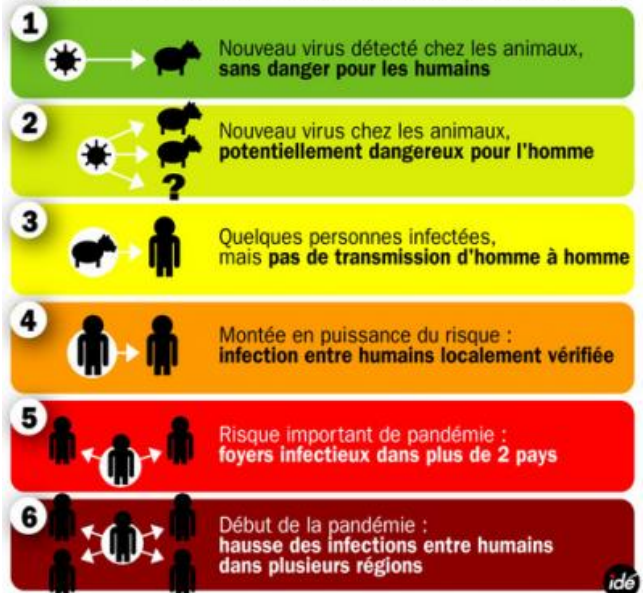 1
Nouveau virus détecté chez les animaux,
sans danger pour les humains
2
Nouveau virus chez les animaux,
potentiellement dangereux pour l'homme
?
3
Quelques personnes infectées,
mais pas de transmission d'homme à homme
4
Montée en puissance du risque :
infection entre humains localement vérifiée
5
Risque important de pandémie :
foyers infectieux dans plus de 2 pays
6
Début de la pandémie :
hausse des infections entre humains
dans plusieurs régions
idé